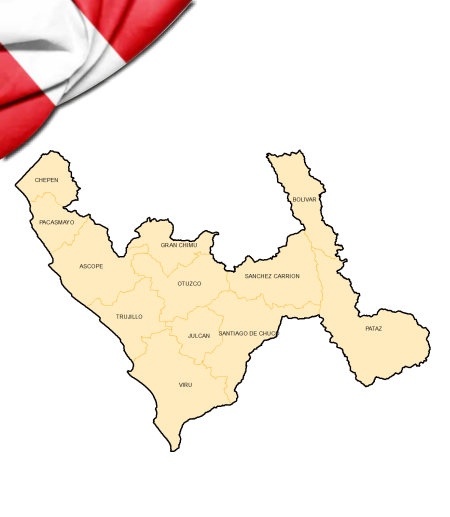 CHEPEN
BOLIVAR
PACASMAYO
GRAN CHIMU
ASCOPE
SANCHEZ CARRION
OTUZCO
TRUJILLO
PATAZ
JULCAN
SANTIAGO DE CHUCO
VIRU